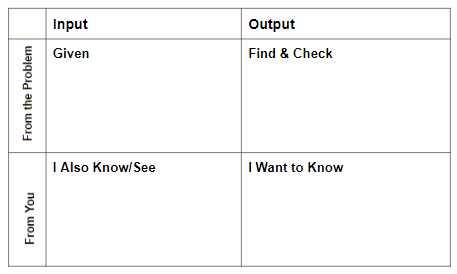 Input
Output
From the Problem
Given
Find & Check
From You
I Also Know/See
I Want to Know